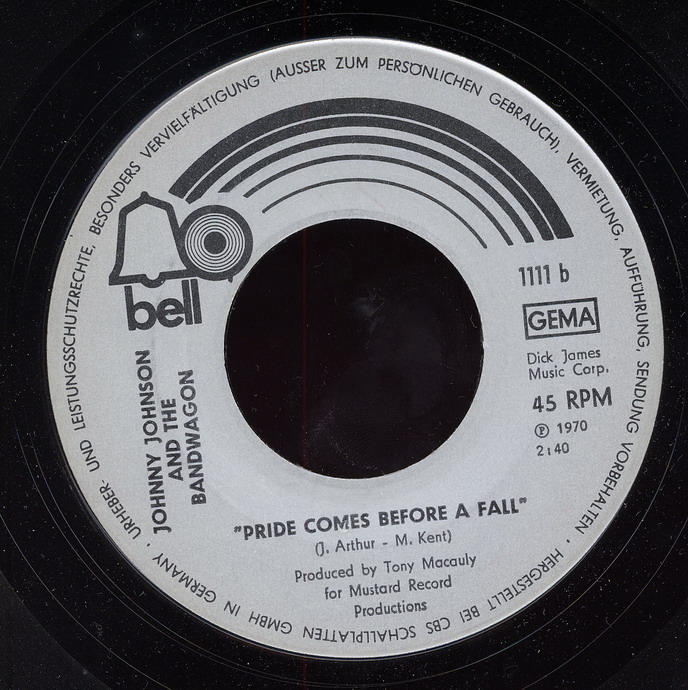 URHEBER- UND LEISTUNGSSCHUTZRECHTE, BESONDERS VERVIELFÄLTIGUNG (AUSSER ZUM PERSÖNLICHEN GEBRAUCH), VERMIETUNG, AUFFÜHRUNG, SENDUNG VORBEHALTEN · HERGESTELLT BEI CBS SCHALLPLATTEN GMBH IN GERMANY ·
bell
1111 b
GEMA
Dick James
Music Corp.
45 RPM
℗ 1970
2:40
JOHNNY JOHNSON
AND THE
BANDWAGON
"PRIDE COMES BEFORE A FALL"
(J. Arthur - M. Kent)
Produced by Tony Macauly
for Mustard Record
Productions